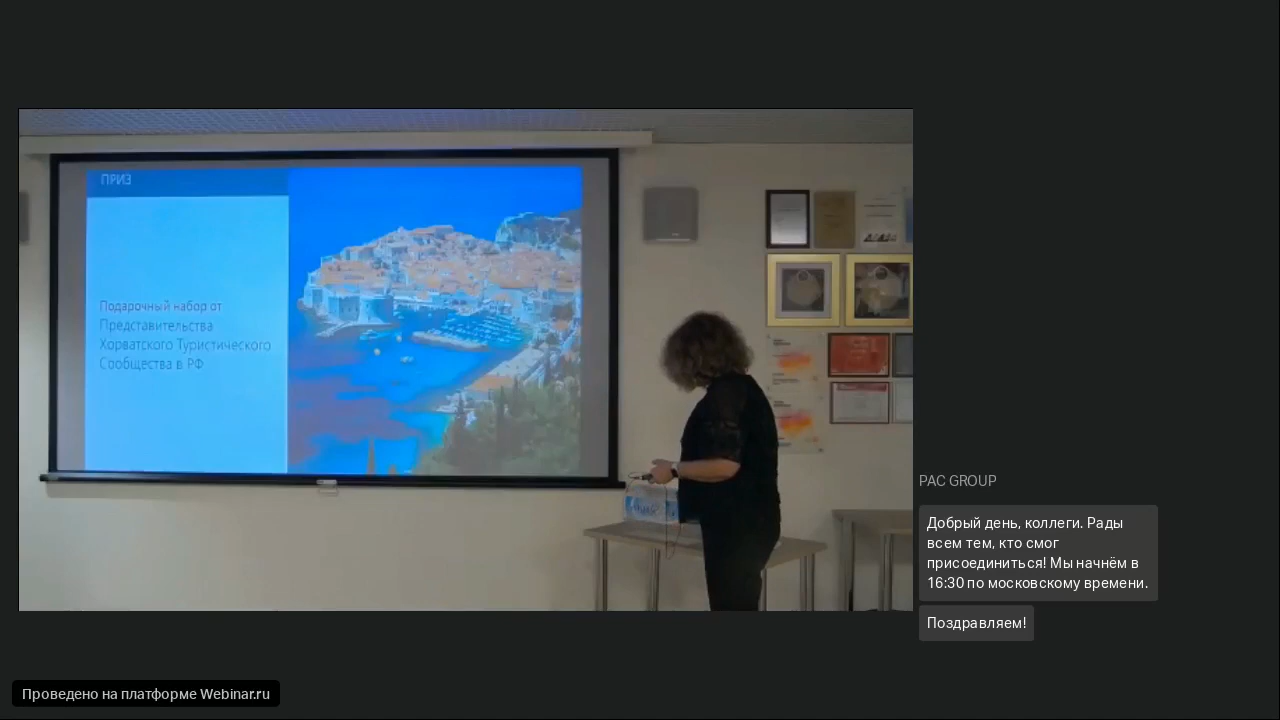 ПРИЗ
Подарочный набор от
Представительства
Хорватского Туристического
Сообщества в РФ
PAC GROUP
Добрый день, коллеги. Рады
всем тем, кто смог
присоединиться! Мы начнём в
16:30 по московскому времени.
Поздравляем!
Проведено на платформе Webinar.ru